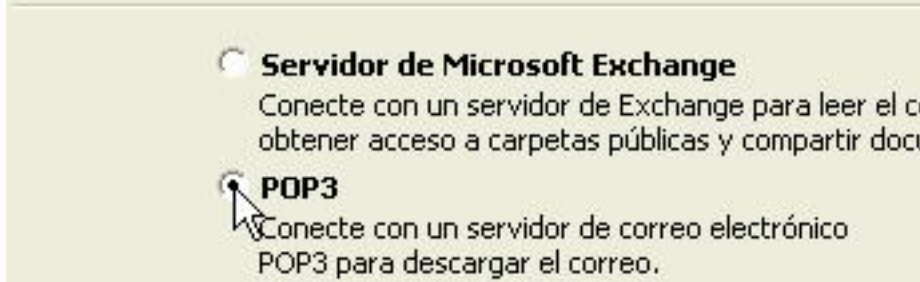 Servidor de Microsoft Exchange
Conecte con un servidor de Exchange para leer el
obtener acceso a carpetas públicas y compartir
POP3
Conecte con un servidor de correo electrónico
POP3 para descargar el correo.